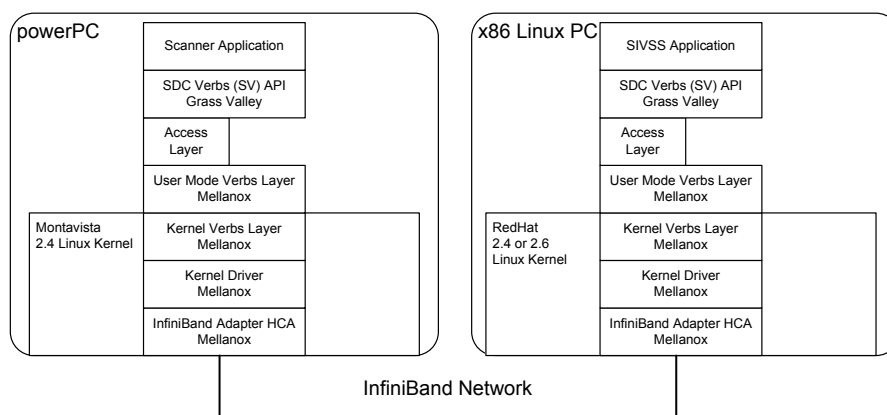 powerPC
Scanner Application
SDC Verbs (SV) API
Grass Valley
Access
Layer
User Mode Verbs Layer
Mellanox
Montavista
2.4 Linux Kernel
Kernel Verbs Layer
Mellanox
Kernel Driver
Mellanox
InfiniBand Adapter HCA
Mellanox
x86 Linux PC
SIVSS Application
SDC Verbs (SV) API
Grass Valley
Access
Layer
User Mode Verbs Layer
Mellanox
RedHat
2.4 or 2.6
Linux Kernel
Kernel Verbs Layer
Mellanox
Kernel Driver
Mellanox
InfiniBand Adapter HCA
Mellanox
InfiniBand Network